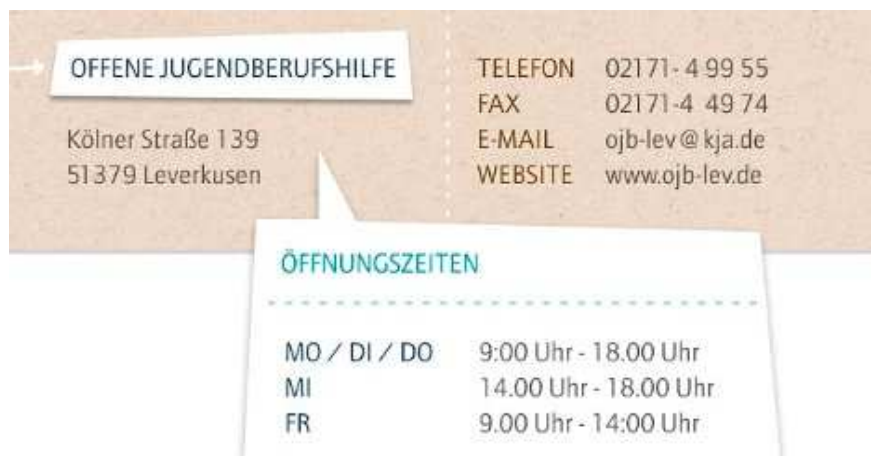 OFFENE JUGENDBERUFSHILFE
Kölner Straße 139
51379 Leverkusen
TELEFON 02171- 4 99 55
FAX 02171-4 49 74
E-MAIL ojb-lev @ kja.de
WEBSITE www.ojb-lev.de
ÖFFNUNGSZEITEN
MO / DI / DO 9:00 Uhr - 18.00 Uhr
MI 14.00 Uhr - 18.00 Uhr
FR 9.00 Uhr - 14:00 Uhr